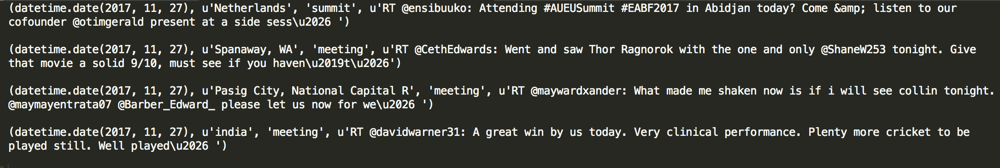 (datetime.date(2017, 11, 27), u'Netherlands', 'summit', u'RT @ensibuuko: Attending #AUEUSummit #EABF2017 in Abidjan today? Come &amp; listen to our
cofounder @otimgerald present at a side sess\u2026 ')
(datetime.date(2017, 11, 27), u'Spanaway, WA', 'meeting', u'RT @CethEdwards: Went and saw Thor Ragnorok with the one and only @ShaneW253 tonight. Give
that movie a solid 9/10, must see if you haven\u2019t\u2026')
(datetime.date(2017, 11, 27), u'Pasig City, National Capital R', 'meeting', u'RT @maywardxander: What made me shaken now is if i will see collin tonight.
@maymayentrata07 @Barber_Edward_ please let us now for we\u2026 ')
(datetime.date(2017, 11, 27), u'india', 'meeting', u'RT @davidwarner31: A great win by us today. Very clinical performance. Plenty more cricket to be
played still. Well played\u2026 ')